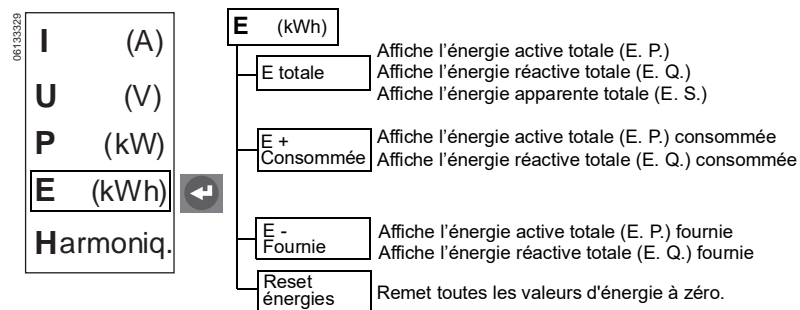 06133329
I (A)
U (V)
P (kW)
E (kWh)
Harmoniq.
E (kWh)
E totale
Affiche l'énergie active totale (E. P.)
Affiche l'énergie réactive totale (E. Q.)
Affiche l'énergie apparente totale (E. S.)
E +
Consommée
Affiche l'énergie active totale (E. P.) consommée
Affiche l'énergie réactive totale (E. Q.) consommée
E -
Fournie
Affiche l'énergie active totale (E. P.) fournie
Affiche l'énergie réactive totale (E. Q.) fournie
Reset
énergies
Remet toutes les valeurs d'énergie à zéro.